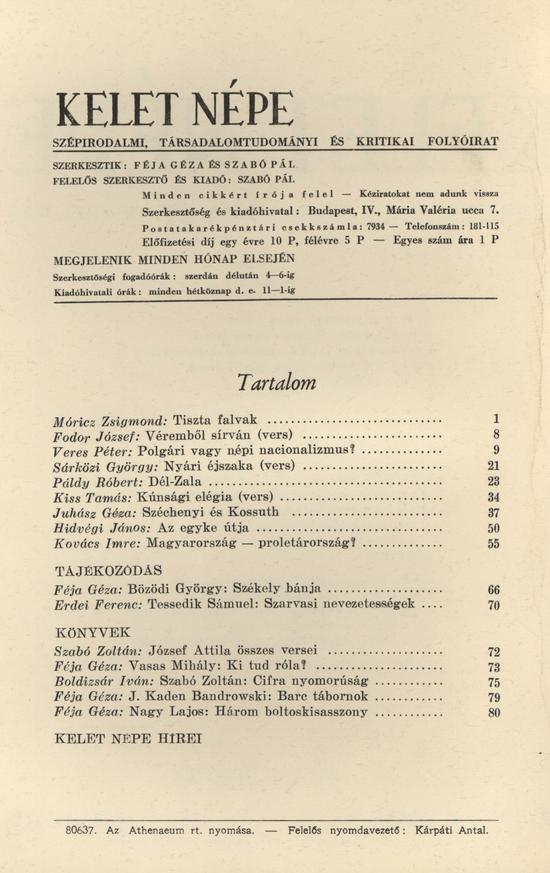 KELET NÉPE
SZÉPIRODALMI, TÁRSADALOMTUDOMÁNYI ÉS KRITIKAI FOLYÓIRAT
SZERKESZTIK: FÉJA GÉZA ÉS SZABÓ PÁL
FELELŐS SZERKESZTŐ ÉS KIADÓ: SZABÓ PÁL
Minden cikkért írója felel — Kéziratokat nem adunk vissza
Szerkesztőség és kiadóhivatal: Budapest, IV., Mária Valéria ucca 7.
Postatakarékpénztári csekkszámla: 7934 — Telefonszám: 181-115
Előfizetési díj egy évre 10 P, félévre 5 P — Egyes szám ára 1 P
MEGJELENIK MINDEN HÓNAP ELSEJÉN
Szerkesztőségi fogadóórák: szerdán délután 4—6-ig
Kiadóhivatali órák: minden hétköznap d. e. 11—1-ig
Tartalom
Móricz Zsigmond: Tiszta falvak ........................ 1
Fodor József: Véremből sírván (vers) ........................ 8
Veres Péter: Polgári vagy népi nacionalizmus? ............ 9
Sárközi György: Nyári éjszaka (vers) .................... 21
Páldy Róbert: Dél-Zala ................................ 23
Kiss Tamás: Kúnsági elégia (vers) ...................... 34
Juhász Géza: Széchenyi és Kossuth .................... 37
Hidvégi János: Az egyke útja .......................... 50
Kovács Imre: Magyarország — proletárország? ............ 55
TÁJÉKOZÓDÁS
Féja Géza: Bözödi György: Székely bánja .................. 66
Erdei Ferenc: Tessedik Sámuel: Szarvasi nevezetességek .... 70
KÖNYVEK
Szabó Zoltán: József Attila összes versei .................. 72
Féja Géza: Vasas Mihály: Ki tud róla? .................. 73
Boldizsár Iván: Szabó Zoltán: Cifra nyomorúság ............ 75
Féja Géza: J. Kaden Bandrowski: Barc tábornok ............ 79
Féja Géza: Nagy Lajos: Három boltoskisasszony ............ 80
KELET NÉPE HÍREI
80637. Az Athenaeum rt. nyomása. — Felelős nyomdavezető: Kárpáti Antal.